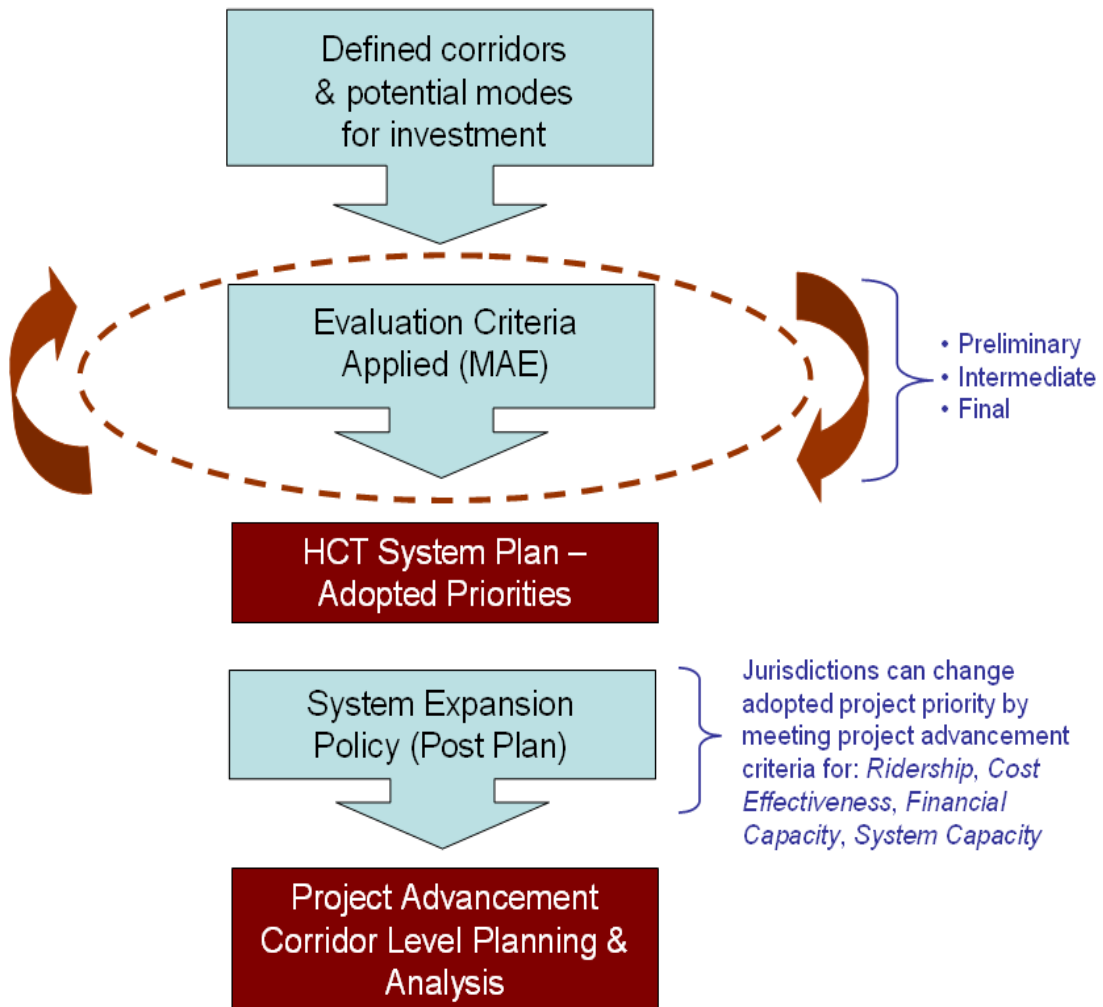 Defined corridors
& potential modes
for investment
Evaluation Criteria
Applied (MAE)
• Preliminary
• Intermediate
• Final
HCT System Plan –
Adopted Priorities
System Expansion
Policy (Post Plan)
Jurisdictions can change
adopted project priority by
meeting project advancement
criteria for: Ridership, Cost
Effectiveness, Financial
Capacity, System Capacity
Project Advancement
Corridor Level Planning &
Analysis